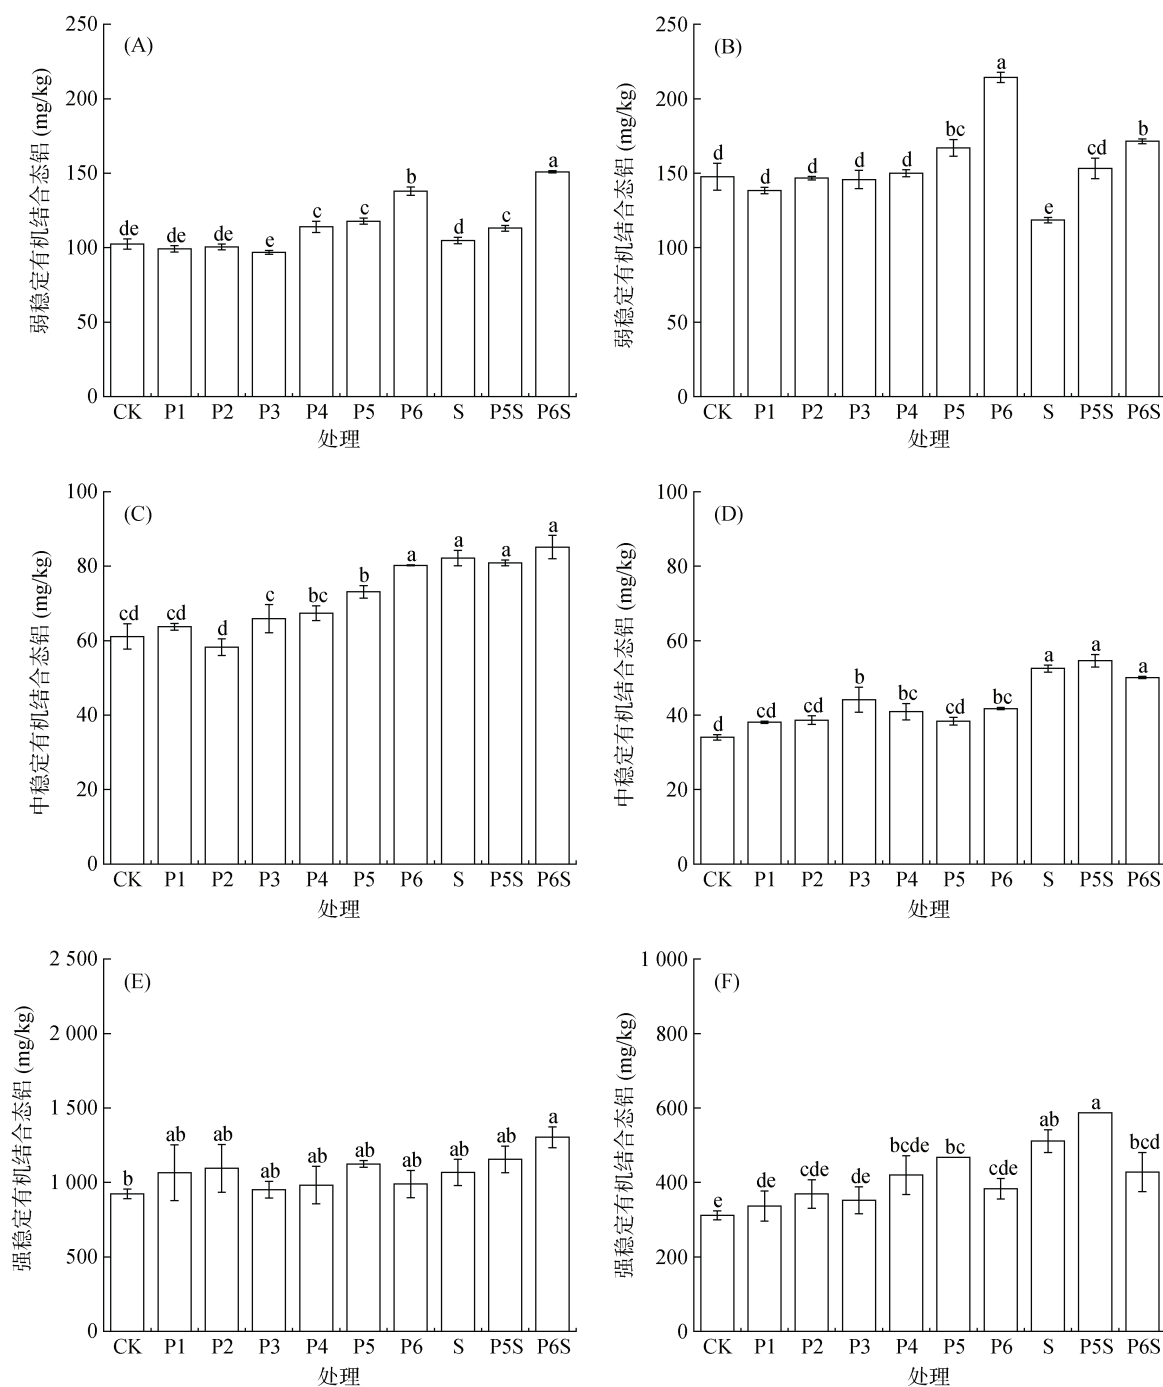 (A)
弱稳定有机结合态铝 (mg/kg)
250
200
150
100
50
0
de de de e c c b d c a
CK P1 P2 P3 P4 P5 P6 S P5S P6S
处理
(B)
弱稳定有机结合态铝 (mg/kg)
250
200
150
100
50
0
d d d d d bc a e cd b
CK P1 P2 P3 P4 P5 P6 S P5S P6S
处理
(C)
中稳定有机结合态铝 (mg/kg)
100
80
60
40
20
0
cd cd d c bc b a a a a
CK P1 P2 P3 P4 P5 P6 S P5S P6S
处理
(D)
中稳定有机结合态铝 (mg/kg)
100
80
60
40
20
0
d cd cd b bc cd bc a a a
CK P1 P2 P3 P4 P5 P6 S P5S P6S
处理
(E)
强稳定有机结合态铝 (mg/kg)
2 500
2 000
1 500
1 000
500
0
b ab ab ab ab ab ab ab ab a
CK P1 P2 P3 P4 P5 P6 S P5S P6S
处理
(F)
强稳定有机结合态铝 (mg/kg)
1 000
800
600
400
200
0
e de cde de bcde bc cde ab a bcd
CK P1 P2 P3 P4 P5 P6 S P5S P6S
处理